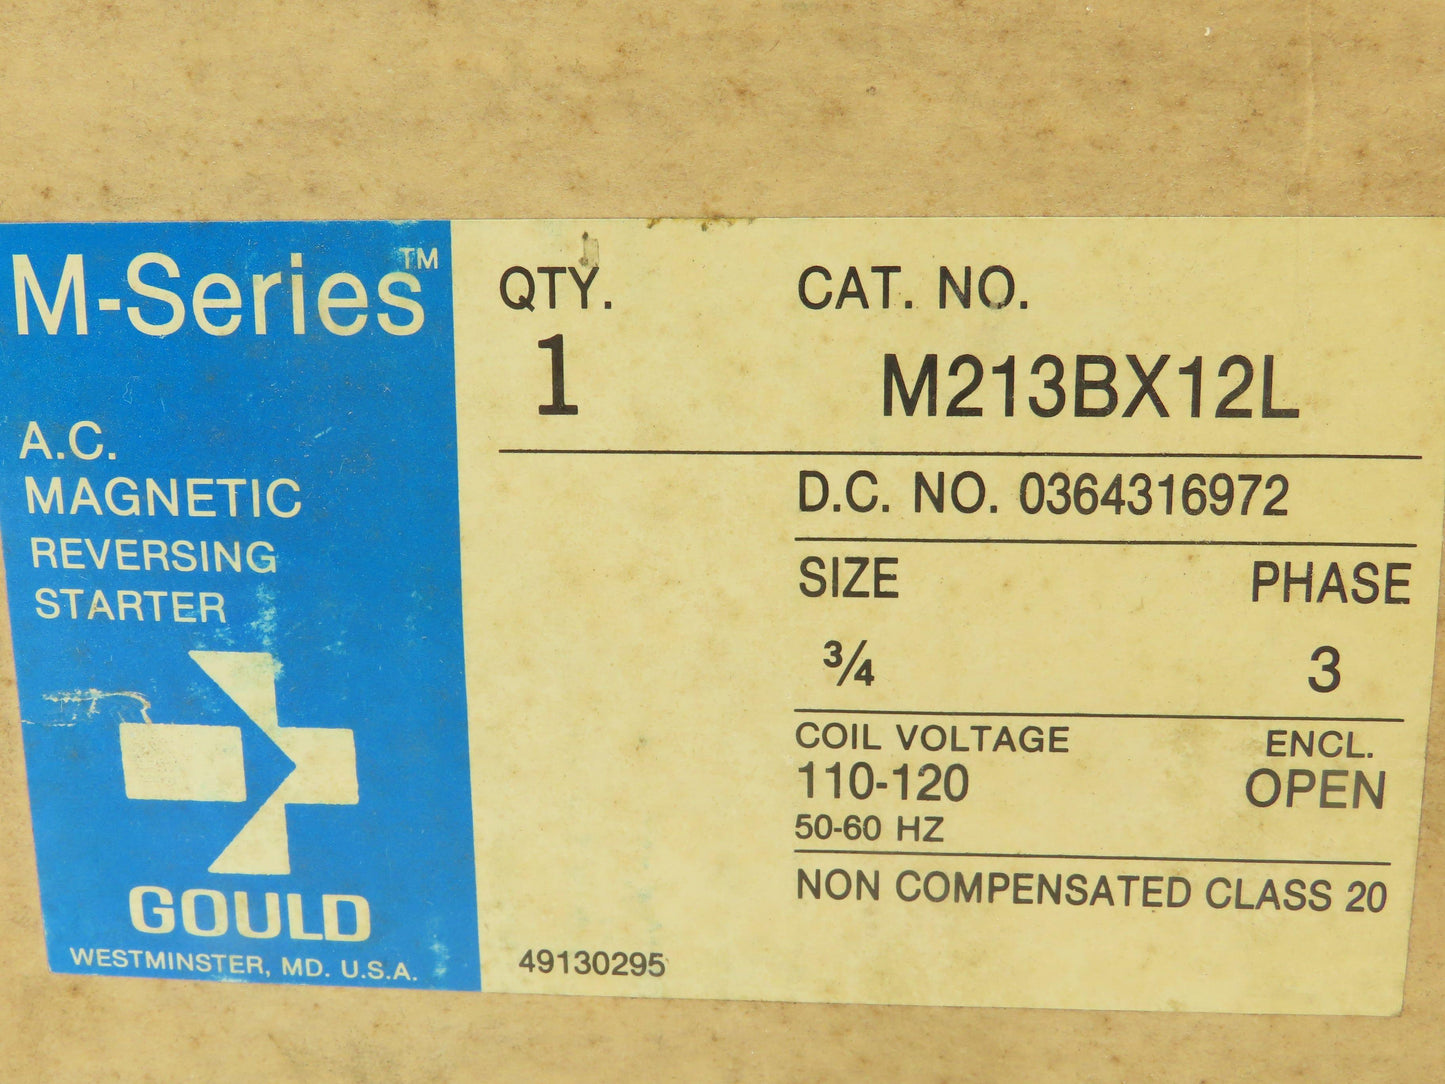 M-Series™
A.C.
MAGNETIC
REVERSING
STARTER
GOULD
WESTMINSTER, MD. U.S.A.
QTY.
1
CAT. NO.
M213BX12L
D.C. NO. 0364316972
SIZE
¾
PHASE
3
COIL VOLTAGE
110-120
50-60 HZ
ENCL.
OPEN
NON COMPENSATED CLASS 20
49130295